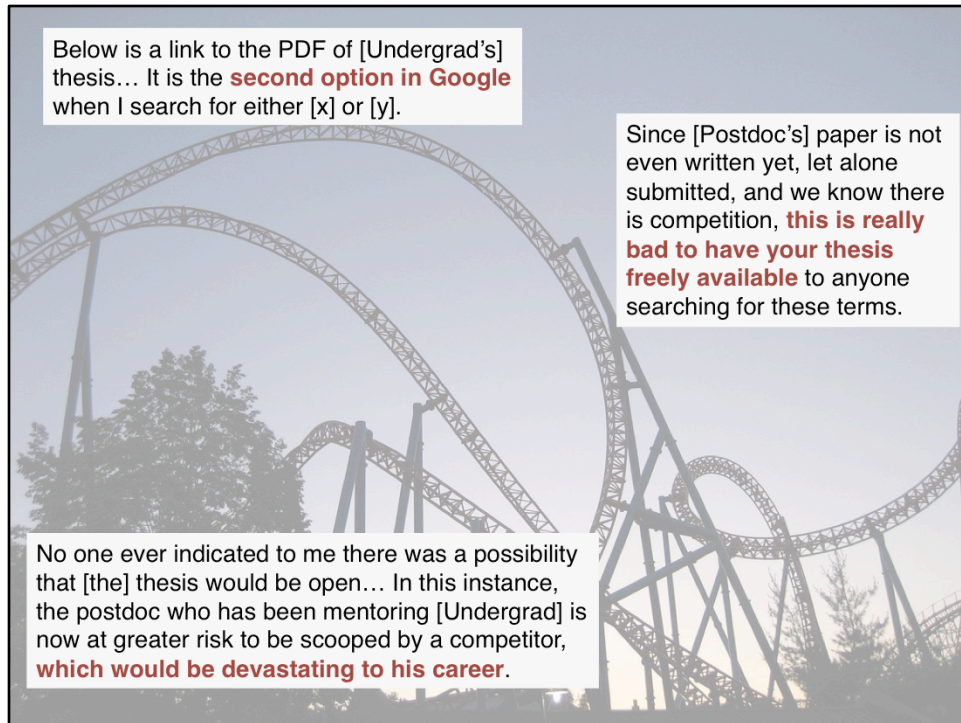 Below is a link to the PDF of [Undergrad’s]
thesis… It is the second option in Google
when I search for either [x] or [y].
Since [Postdoc’s] paper is not
even written yet, let alone
submitted, and we know there
is competition, this is really
bad to have your thesis
freely available to anyone
searching for these terms.
No one ever indicated to me there was a possibility
that [the] thesis would be open… In this instance,
the postdoc who has been mentoring [Undergrad] is
now at greater risk to be scooped by a competitor,
which would be devastating to his career.